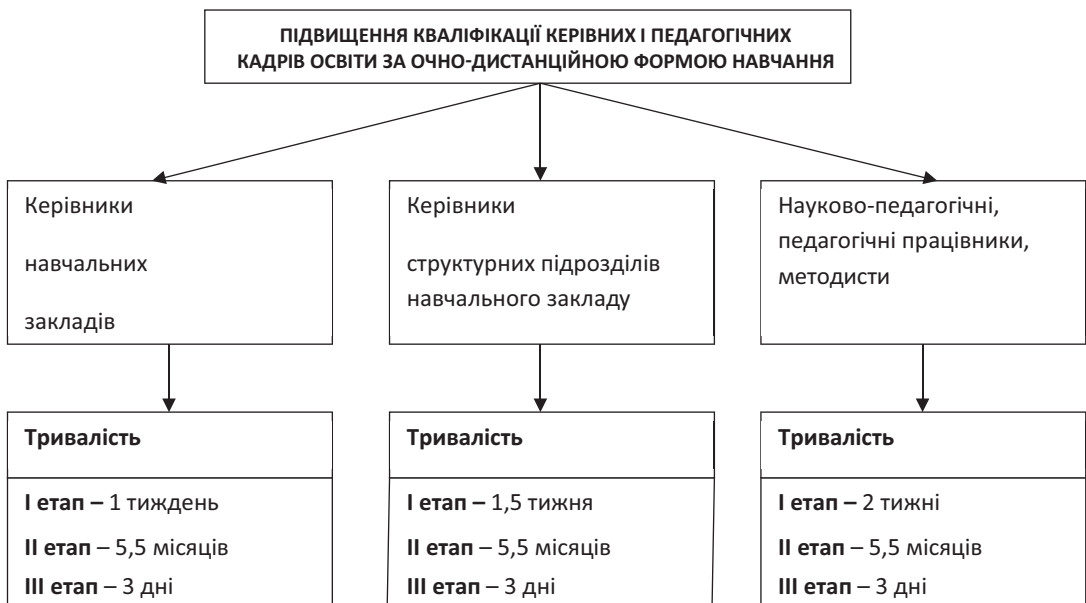 ПІДВИЩЕННЯ КВАЛІФІКАЦІЇ КЕРІВНИХ І ПЕДАГОГІЧНИХ
КАДРІВ ОСВІТИ ЗА ОЧНО-ДИСТАНЦІЙНОЮ ФОРМОЮ НАВЧАННЯ
Керівники
навчальних
закладів
Керівники
структурних підрозділів
навчального закладу
Науково-педагогічні,
педагогічні працівники,
методисти
Тривалість
І етап – 1 тиждень
ІІ етап – 5,5 місяців
ІІІ етап – 3 дні
Тривалість
І етап – 1,5 тижня
ІІ етап – 5,5 місяців
ІІІ етап – 3 дні
Тривалість
І етап – 2 тижні
ІІ етап – 5,5 місяців
ІІІ етап – 3 дні